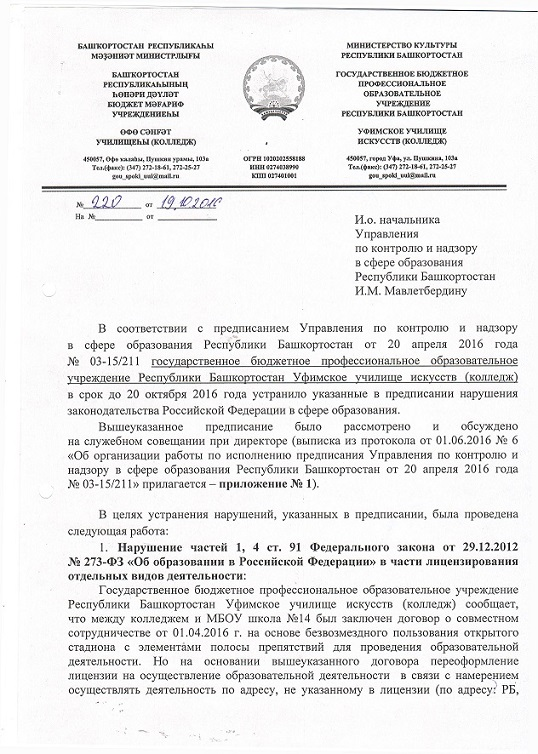 БАШҠОРТОСТАН РЕСПУБЛИКАҺЫ
МӘҘӘНИӘТ МИНИСТРЛЫҒЫ
БАШҠОРТОСТАН
РЕСПУБЛИКАҺЫНЫҢ
ҺӨНӘРИ ДӘҮЛӘТ
БЮДЖЕТ МӘҒАРИФ
УЧРЕЖДЕНИЕҺЫ
ӨФӨ СӘНҒӘТ
УЧИЛИЩЕҺЫ (КОЛЛЕДЖ)
450057, Өфө ҡалаһы, Пушкин урамы, 103а
Тел.(факс): (347) 272-18-61, 272-25-27
gou_spoki_uui@mail.ru
ОГРН 1020202558188
ИНН 0274038990
КПП 027401001
МИНИСТЕРСТВО КУЛЬТУРЫ
РЕСПУБЛИКИ БАШКОРТОСТАН
ГОСУДАРСТВЕННОЕ БЮДЖЕТНОЕ
ПРОФЕССИОНАЛЬНОЕ
ОБРАЗОВАТЕЛЬНОЕ
УЧРЕЖДЕНИЕ
РЕСПУБЛИКИ БАШКОРТОСТАН
УФИМСКОЕ УЧИЛИЩЕ
ИСКУССТВ (КОЛЛЕДЖ)
450057, город Уфа, ул. Пушкина, 103а
Тел.(факс): (347) 272-18-61, 272-25-27
gou_spoki_uui@mail.ru
№ 220 от 19.10.2016
На №__________ от __________
И.о. начальника
Управления
по контролю и надзору
в сфере образования
Республики Башкортостан
И.М. Мавлетбердину
В соответствии с предписанием Управления по контролю и надзору
в сфере образования Республики Башкортостан от 20 апреля 2016 года
№ 03-15/211 государственное бюджетное профессиональное образовательное
учреждение Республики Башкортостан Уфимское училище искусств (колледж)
в срок до 20 октября 2016 года устранило указанные в предписании нарушения
законодательства Российской Федерации в сфере образования.
Вышеуказанное предписание было рассмотрено и обсуждено
на служебном совещании при директоре (выписка из протокола от 01.06.2016 № 6
«Об организации работы по исполнению предписания Управления по контролю и
надзору в сфере образования Республики Башкортостан от 20 апреля 2016 года
№ 03-15/211» прилагается – приложение № 1).
В целях устранения нарушений, указанных в предписании, была проведена
следующая работа:
1. Нарушение частей 1, 4 ст. 91 Федерального закона от 29.12.2012
№ 273-ФЗ «Об образовании в Российской Федерации» в части лицензирования
отдельных видов деятельности:
Государственное бюджетное профессиональное образовательное учреждение
Республики Башкортостан Уфимское училище искусств (колледж) сообщает,
что между колледжем и МБОУ школа №14 был заключен договор о совместном
сотрудничестве от 01.04.2016 г. на основе безвозмездного пользования открытого
стадиона с элементами полосы препятствий для проведения образовательной
деятельности. Но на основании вышеуказанного договора переоформление
лицензии на осуществление образовательной деятельности в связи с намерением
осуществлять деятельность по адресу, не указанному в лицензии (по адресу: РБ,